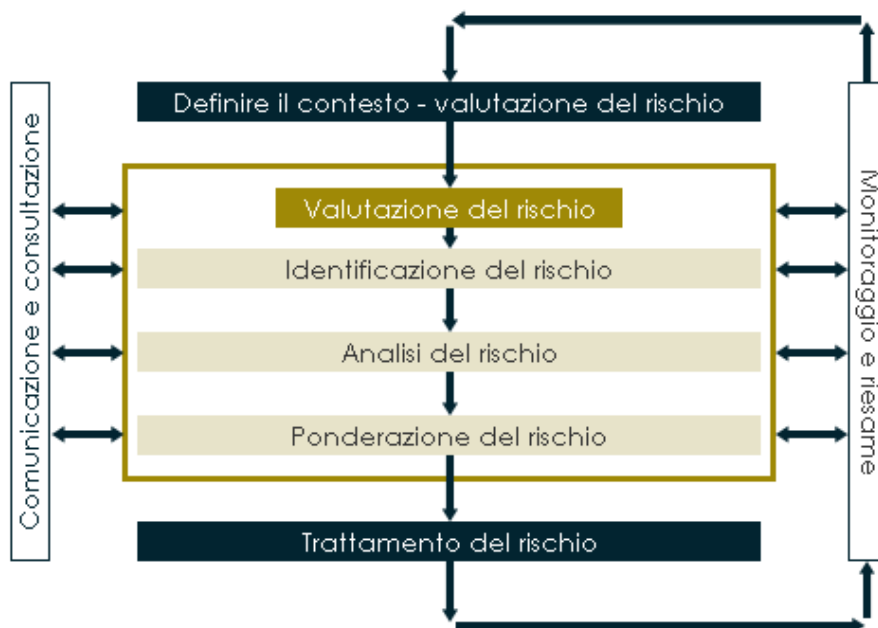 Definire il contesto - valutazione del rischio
Comunicazione e consultazione
Valutazione del rischio
Identificazione del rischio
Analisi del rischio
Ponderazione del rischio
Monitoraggio e riesame
Trattamento del rischio